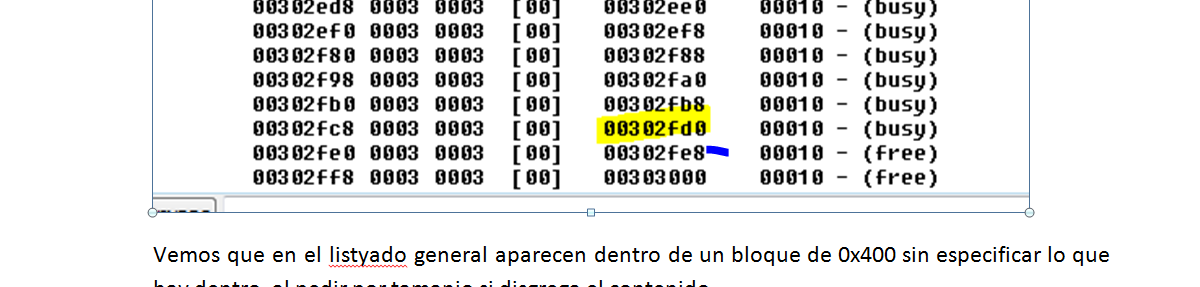 00302ed8 0003 0003 [00] 00302ee0 00010 - (busy)
00302ef0 0003 0003 [00] 00302ef8 00010 - (busy)
00302f80 0003 0003 [00] 00302f88 00010 - (busy)
00302f98 0003 0003 [00] 00302fa0 00010 - (busy)
00302fb0 0003 0003 [00] 00302fb8 00010 - (busy)
00302fc8 0003 0003 [00] 00302fd0 00010 - (busy)
00302fe0 0003 0003 [00] 00302fe8 00010 - (free)
00302ff8 0003 0003 [00] 00303000 00010 - (free)
Vemos que en el listyado general aparecen dentro de un bloque de 0x400 sin especificar lo que
hay dentro, al pedir por tamanio si disgrega el contenido